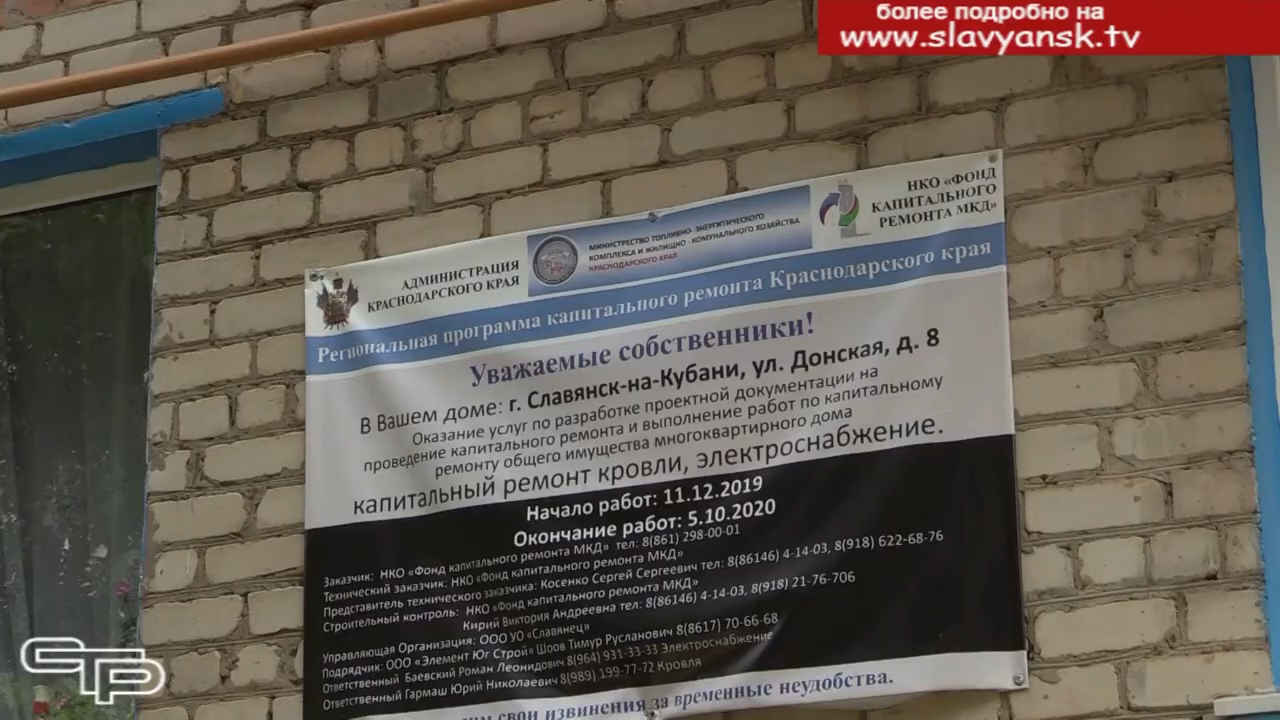 более подробно на
www.slavyansk.tv
АДМИНИСТРАЦИЯ
КРАСНОДАРСКОГО КРАЯ
МИНИСТРЕСТВО ТОПЛИВНО- ЭНЕРГИТИЧЕСКОГО
КОМПЛЕКСА И ЖИЛИЩНО - КОМУНАЛЬНОГО ХОЗЯЙСТВА
КРАСНОДАРСКОГО КРАЯ
НКО «ФОНД
КАПИТАЛЬНОГО
РЕМОНТА МКД»
Региональная программа капитального ремонта Краснодарского края
Уважаемые собственники!
В Вашем доме: г. Славянск-на-Кубани, ул. Донская, д. 8
Оказание услуг по разработке проектной документации на
проведение капитального ремонта и выполнение работ по капитальному
ремонту общего имущества многоквартирного дома
капитальный ремонт кровли, электроснабжение.
Начало работ: 11.12.2019
Окончание работ: 5.10.2020
Заказчик: НКО «Фонд капитального ремонта МКД» тел: 8(861) 298-00-01
Технический заказчик: НКО «Фонд капитального ремонта МКД»
Представитель технического заказчика: Косенко Сергей Сергеевич тел: 8(86146) 4-14-03, 8(918) 622-68-76
Строительный контроль: НКО «Фонд капитального ремонта МКД»
Кирий Виктория Андреевна тел: 8(86146) 4-14-03, 8(918) 21-76-706
Управляющая Организация: ООО УО «Славянец»
Подрядчик: ООО «Элемент Юг Строй» Шоов Тимур Русланович 8(8617) 70-66-68
Ответственный Баевский Роман Леонидович 8(964) 931-33-33 Электроснабжение
Ответственный Гармаш Юрий Николаевич 8(989) 199-77-72 Кровля
свои извинения за временные неудобства.
СТР